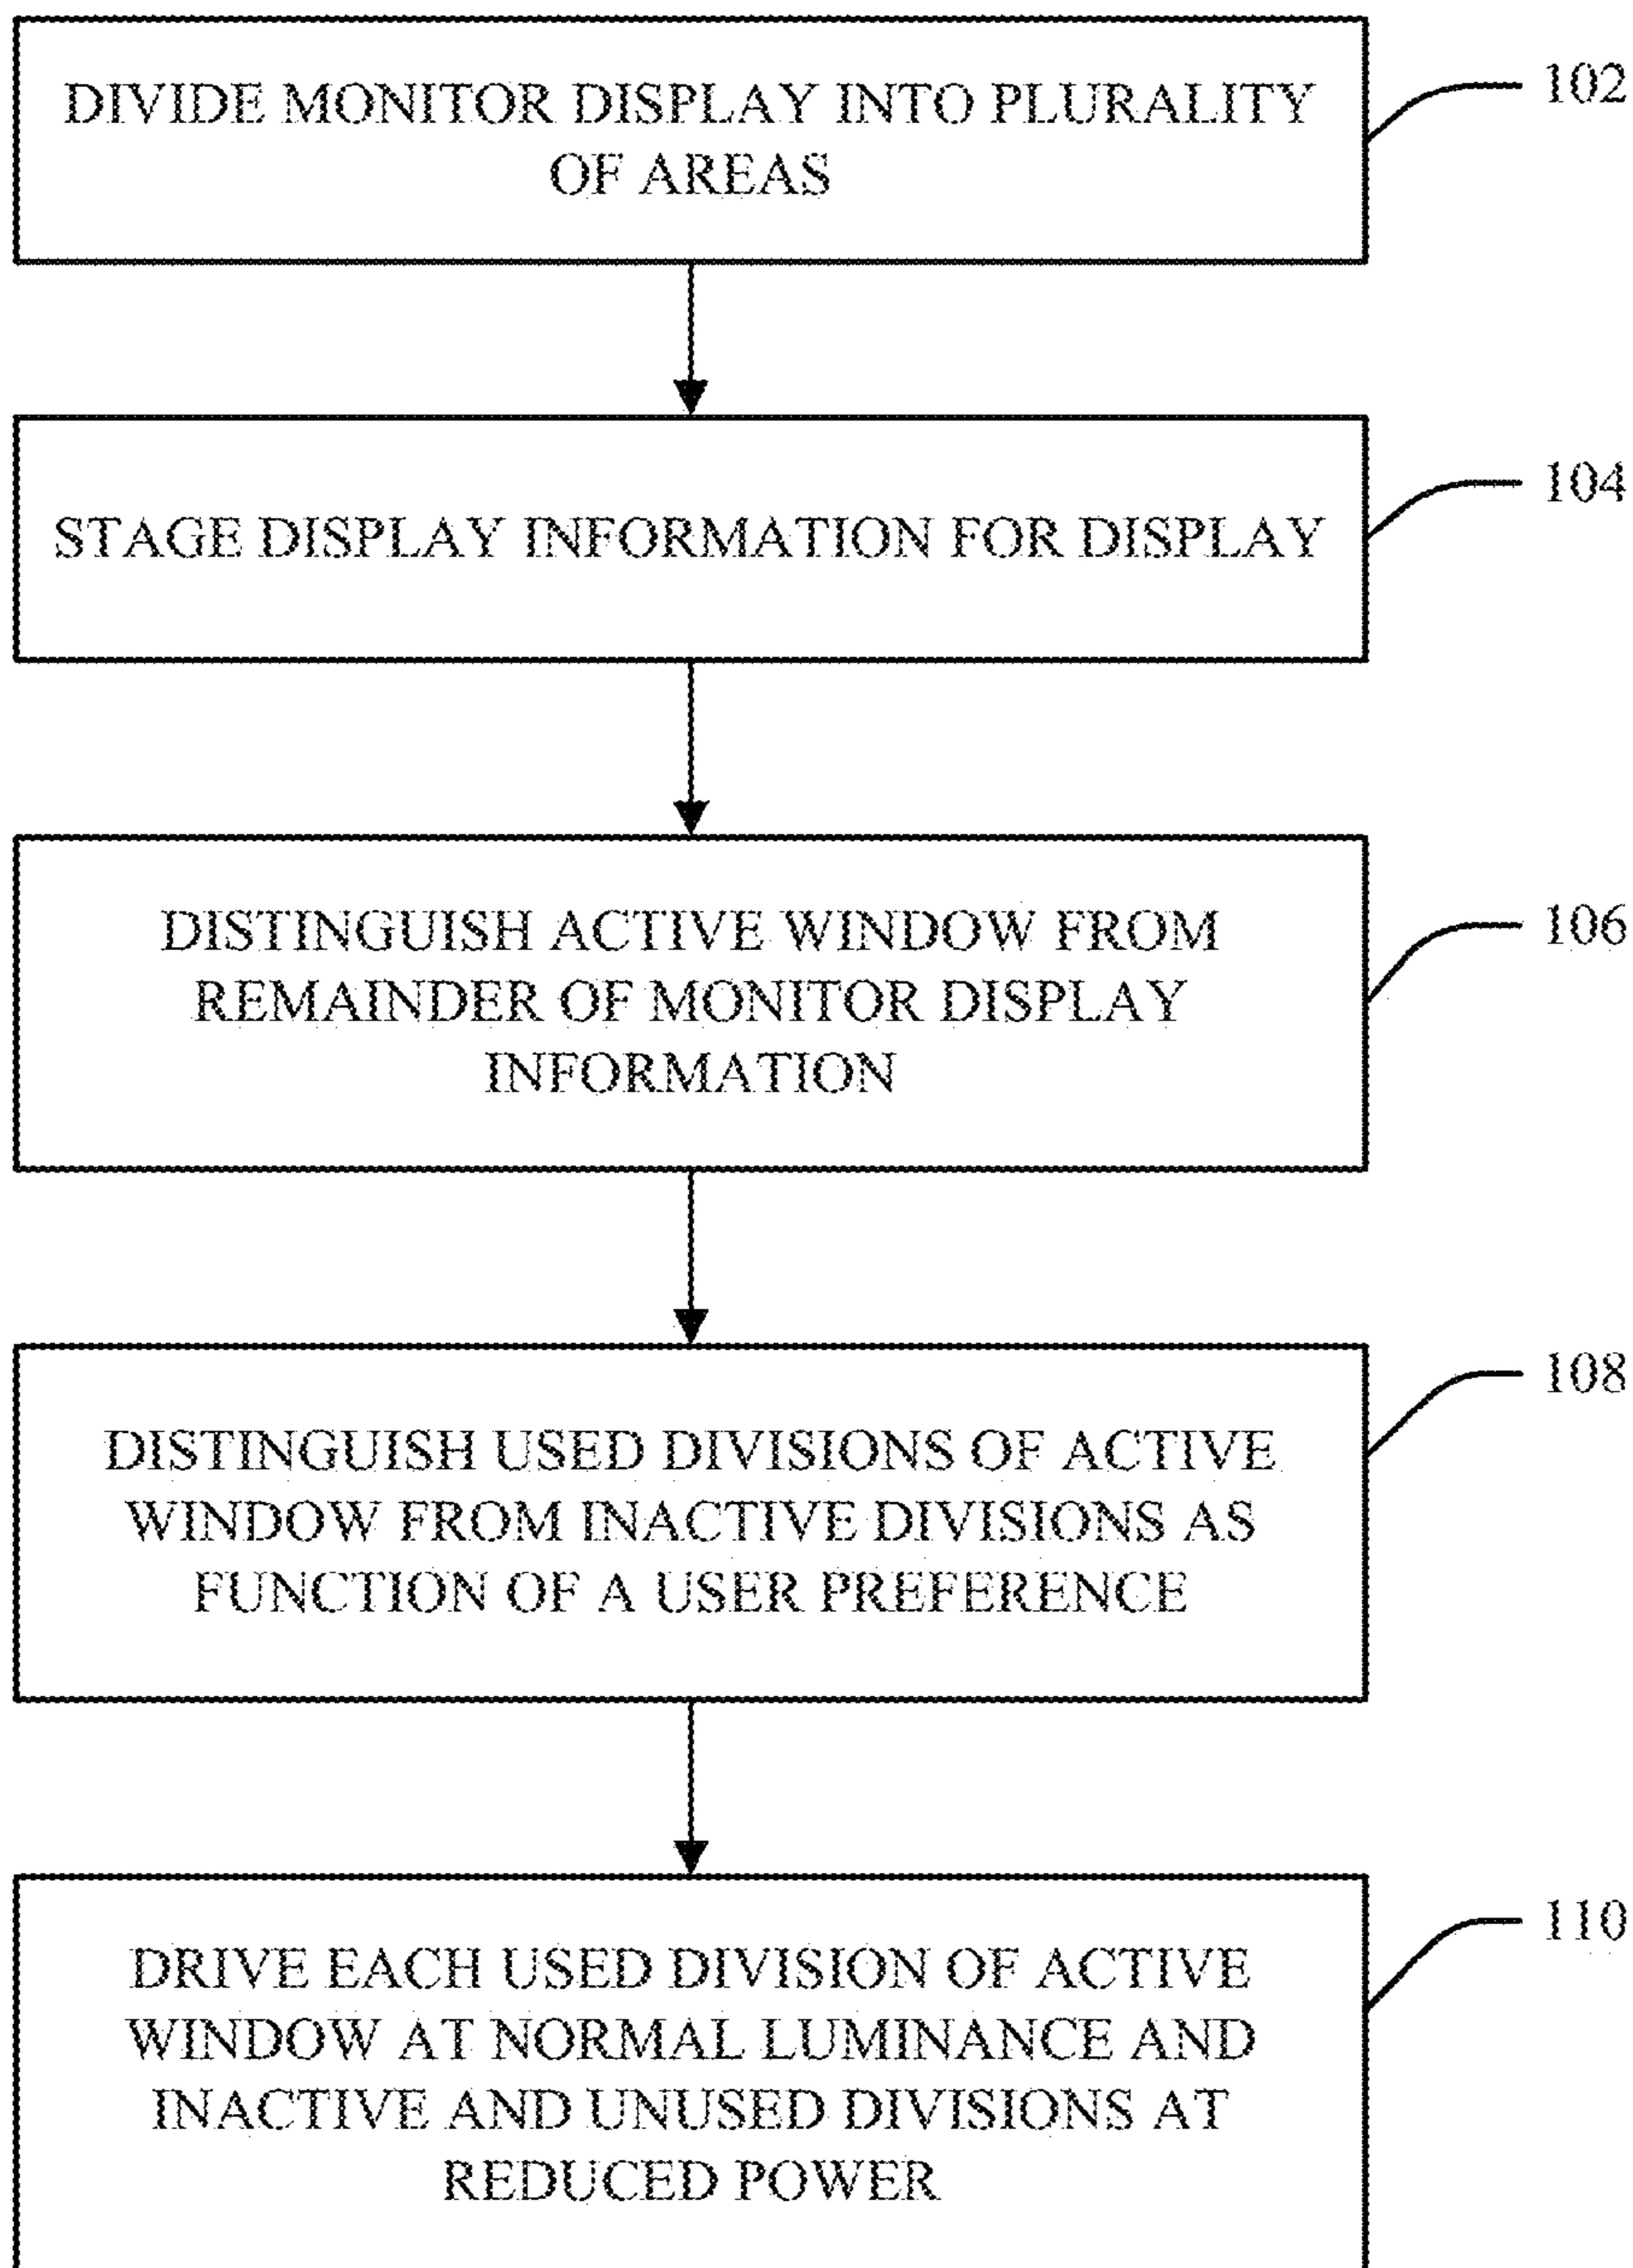 DIVIDE MONITOR DISPLAY INTO PLURALITY
OF AREAS
102
STAGE DISPLAY INFORMATION FOR DISPLAY
104
DISTINGUISH ACTIVE WINDOW FROM
REMAINDER OF MONITOR DISPLAY
INFORMATION
106
DISTINGUISH USED DIVISIONS OF ACTIVE
WINDOW FROM INACTIVE DIVISIONS AS
FUNCTION OF A USER PREFERENCE
108
DRIVE EACH USED DIVISION OF ACTIVE
WINDOW AT NORMAL LUMINANCE AND
INACTIVE AND UNUSED DIVISIONS AT
REDUCED POWER
110